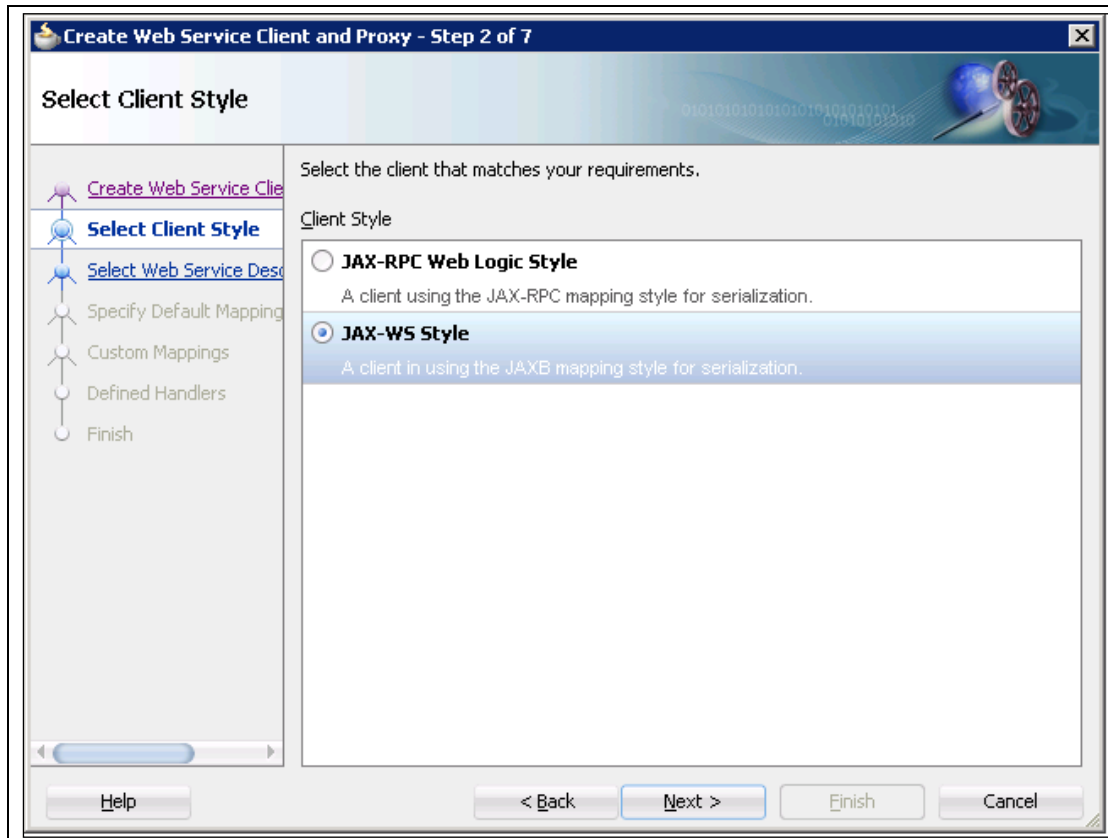 Create Web Service Client and Proxy - Step 2 of 7
Select Client Style
Create Web Service Clie
Select Client Style
Select Web Service Desc
Specify Default Mapping
Custom Mappings
Defined Handlers
Finish
Select the client that matches your requirements.
Client Style
JAX-RPC Web Logic Style
A client using the JAX-RPC mapping style for serialization.
JAX-WS Style
A client in using the JAXB mapping style for serialization.
Help
< Back
Next >
Finish
Cancel